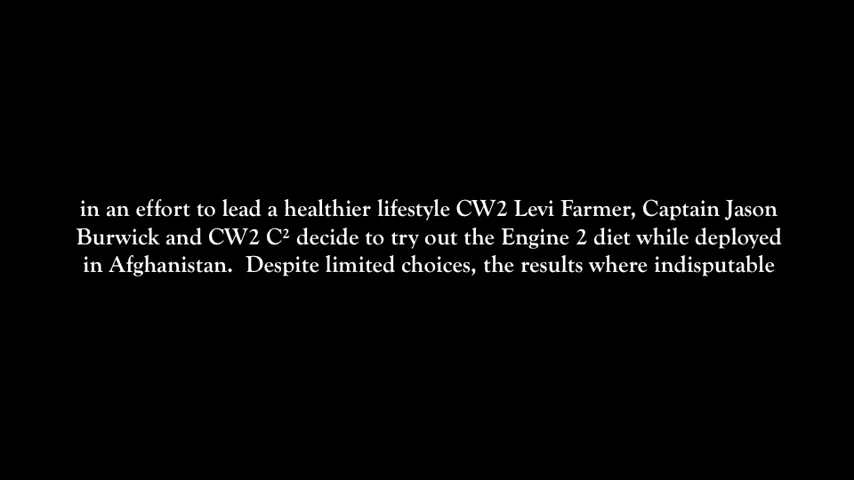 in an effort to lead a healthier lifestyle CW2 Levi Farmer, Captain Jason
Burwick and CW2 C² decide to try out the Engine 2 diet while deployed
in Afghanistan.  Despite limited choices, the results where indisputable